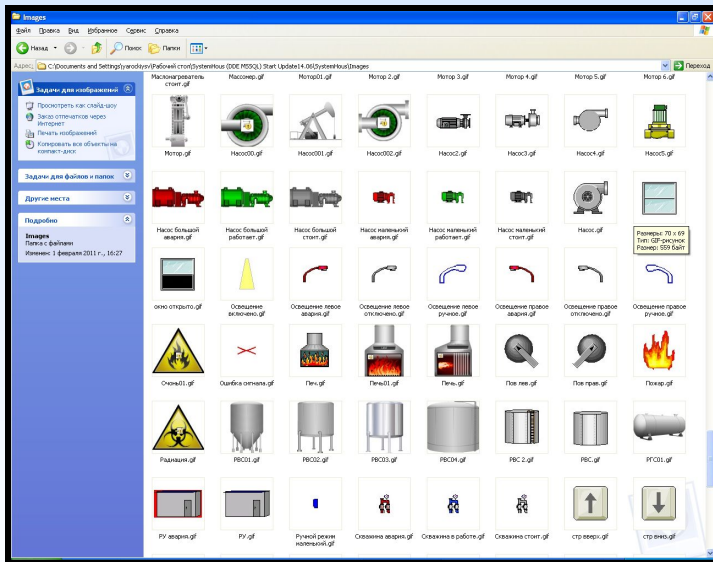 Images
Файл Правка Вид Избранное Сервис Справка
Назад Поиск Папки
Адрес: C:\Documents and Settings\yarockiysv\Рабочий стол\SystemHous (DDE MSSQL) Start Update14.06\SystemHous\Images Переход
Задачи для изображений
Просмотреть как слайд-шоу
Заказ отпечатков через
Интернет
Печать изображений
Копировать все объекты на
компакт-диск
Задачи для файлов и папок
Другие места
Подробно
Images
Папка с файлами
Изменен: 1 февраля 2011 г., 16:27
Маслонагреватель
стоит.gif
Массомер.gif
Мотор01.gif
Мотор 2.gif
Мотор 3.gif
Мотор 4.gif
Мотор 5.gif
Мотор 6.gif
Мотор.gif
Насос00.gif
Насос001.gif
Насос002.gif
Насос2.gif
Насос3.gif
Насос4.gif
Насос5.gif
Насос большой
авария.gif
Насос большой
работает.gif
Насос большой
стоит.gif
Насос маленький
авария.gif
Насос маленький
работает.gif
Насос маленький
стоит.gif
Насос.gif
Размеры: 70 x 69
Тип: GIF-рисунок
Размер: 559 байт
окно открыто.gif
Освещение
включено.gif
Освещение левое
авария.gif
Освещение левое
отключено.gif
Освещение левое
ручное.gif
Освещение правое
авария.gif
Освещение правое
отключено.gif
Освещение правое
ручное.gif
Очонь01.gif
Ошибка сигнала.gif
Печ.gif
Печь01.gif
Печь.gif
Пов лев.gif
Пов прав.gif
Пожар.gif
Радиация.gif
РВС01.gif
РВС02.gif
РВС03.gif
РВС04.gif
РВС 2.gif
РВС.gif
РГС01.gif
РУ авария.gif
РУ.gif
Ручной режим
маленький.gif
Скважина авария.gif
Скважина в работе.gif
Скважина стоит.gif
стр вверх.gif
стр вниз.gif